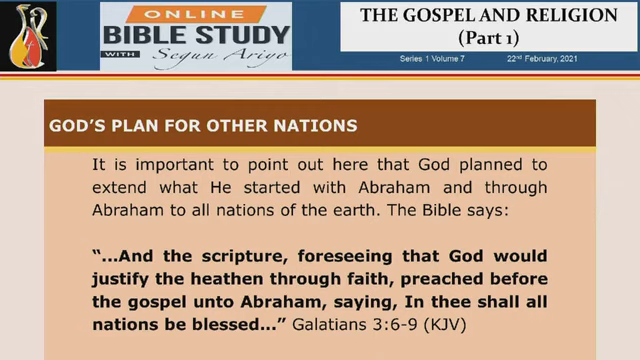 ONLINE
BIBLE STUDY
WITH Segun Ariyo
THE GOSPEL AND RELIGION
(Part 1)
Series 1 Volume 7 22nd February, 2021
GOD'S PLAN FOR OTHER NATIONS
It is important to point out here that God planned to
extend what He started with Abraham and through
Abraham to all nations of the earth. The Bible says:
“...And the scripture, foreseeing that God would
justify the heathen through faith, preached before
the gospel unto Abraham, saying, In thee shall all
nations be blessed...” Galatians 3:6-9 (KJV)